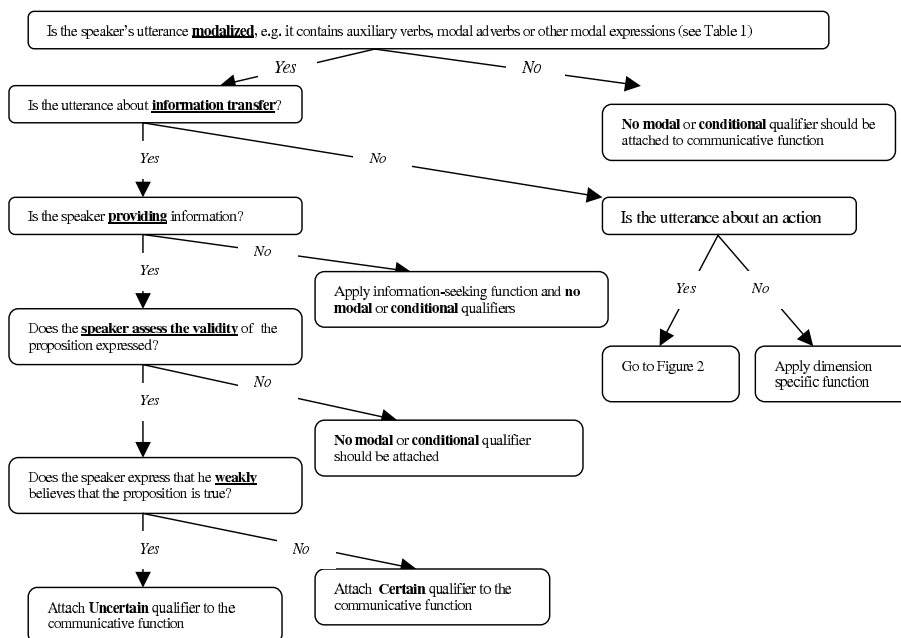 Is the speaker's utterance modalized, e.g. it contains auxiliary verbs, modal adverbs or other modal expressions (see Table 1)
Yes
No
Is the utterance about information transfer?
No modal or conditional qualifier should be
attached to communicative function
Yes
No
Is the speaker providing information?
Is the utterance about an action
No
Yes
Apply information-seeking function and no
modal or conditional qualifiers
Yes
No
Does the speaker assess the validity of the
proposition expressed?
Go to Figure 2
Apply dimension
specific function
No
Yes
No modal or conditional qualifier
should be attached
Does the speaker express that he weakly
believes that the proposition is true?
Yes
No
Attach Certain qualifier to the
communicative function
Attach Uncertain qualifier to the
communicative function